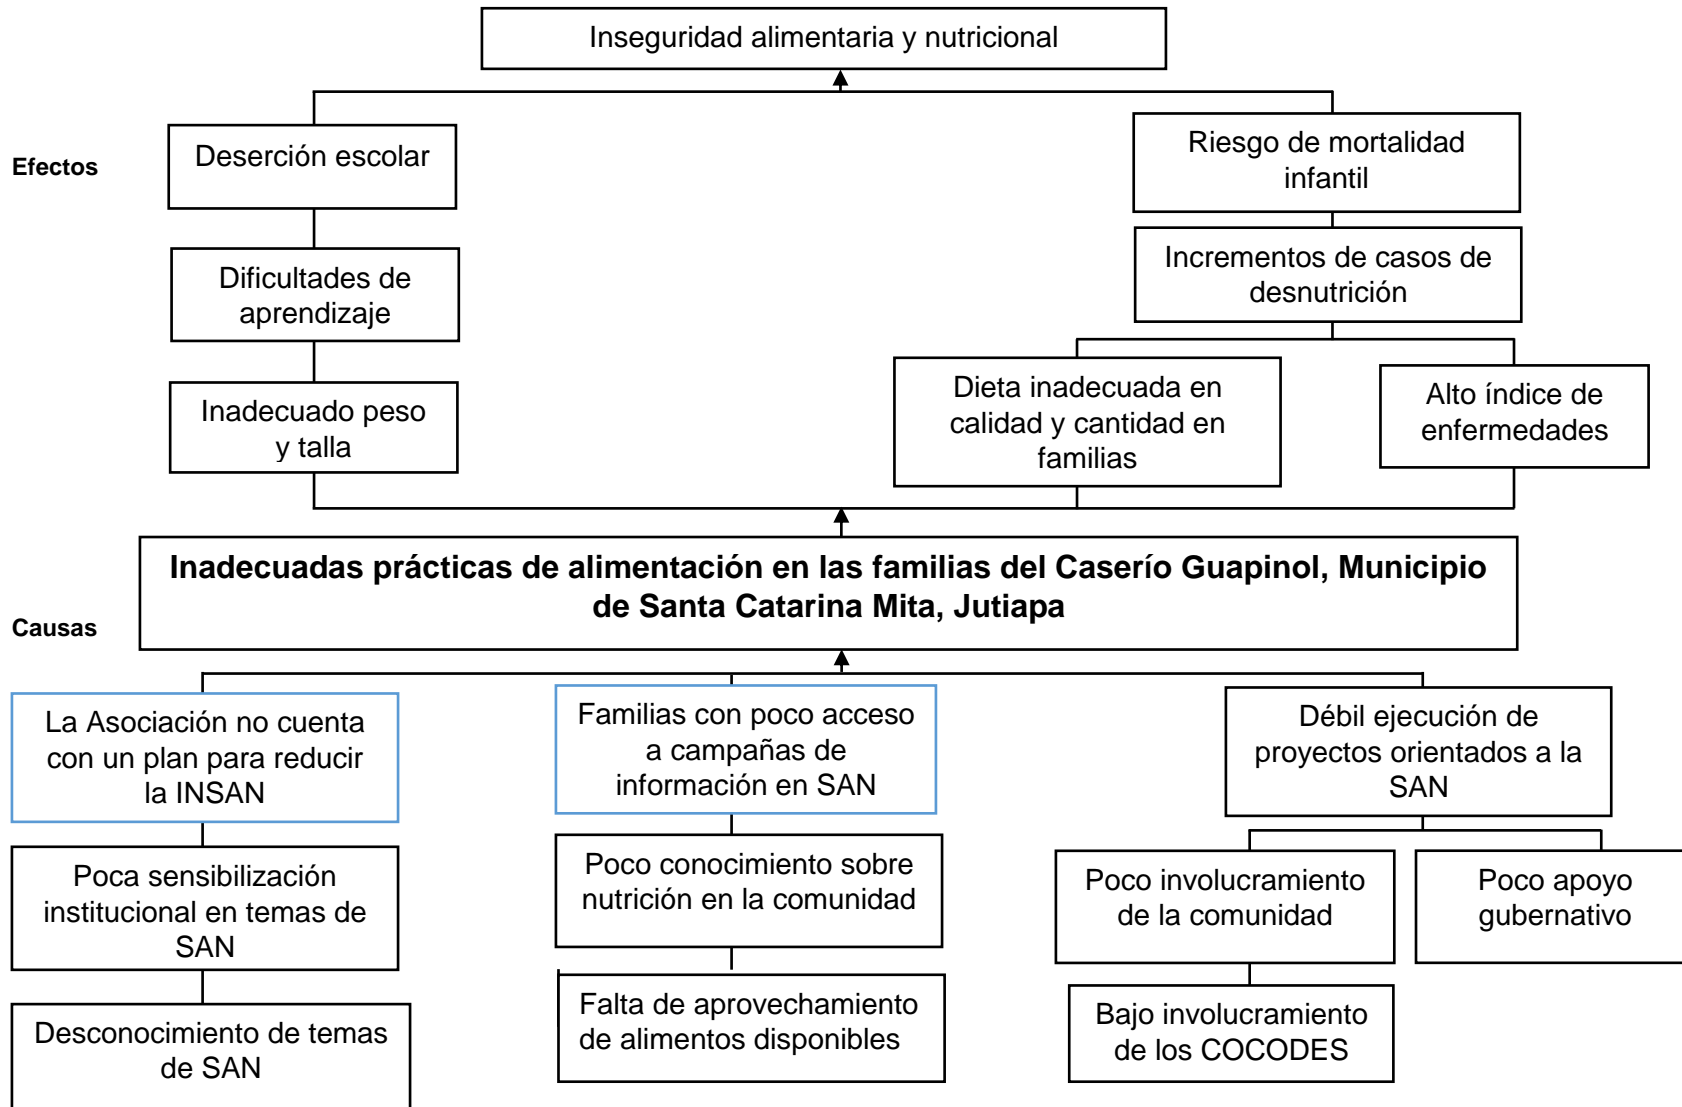 Inseguridad alimentaria y nutricional
Efectos
Deserción escolar
Riesgo de mortalidad
infantil
Dificultades de
aprendizaje
Incrementos de casos de
desnutrición
Inadecuado peso
y talla
Dieta inadecuada en
calidad y cantidad en
familias
Alto índice de
enfermedades
Inadecuadas prácticas de alimentación en las familias del Caserío Guapinol, Municipio
de Santa Catarina Mita, Jutiapa
Causas
La Asociación no cuenta
con un plan para reducir
la INSAN
Familias con poco acceso
a campañas de
información en SAN
Débil ejecución de
proyectos orientados a la
SAN
Poca sensibilización
institucional en temas de
SAN
Poco conocimiento sobre
nutrición en la comunidad
Poco involucramiento
de la comunidad
Poco apoyo
gubernativo
Desconocimiento de temas
de SAN
Falta de aprovechamiento
de alimentos disponibles
Bajo involucramiento
de los COCODES